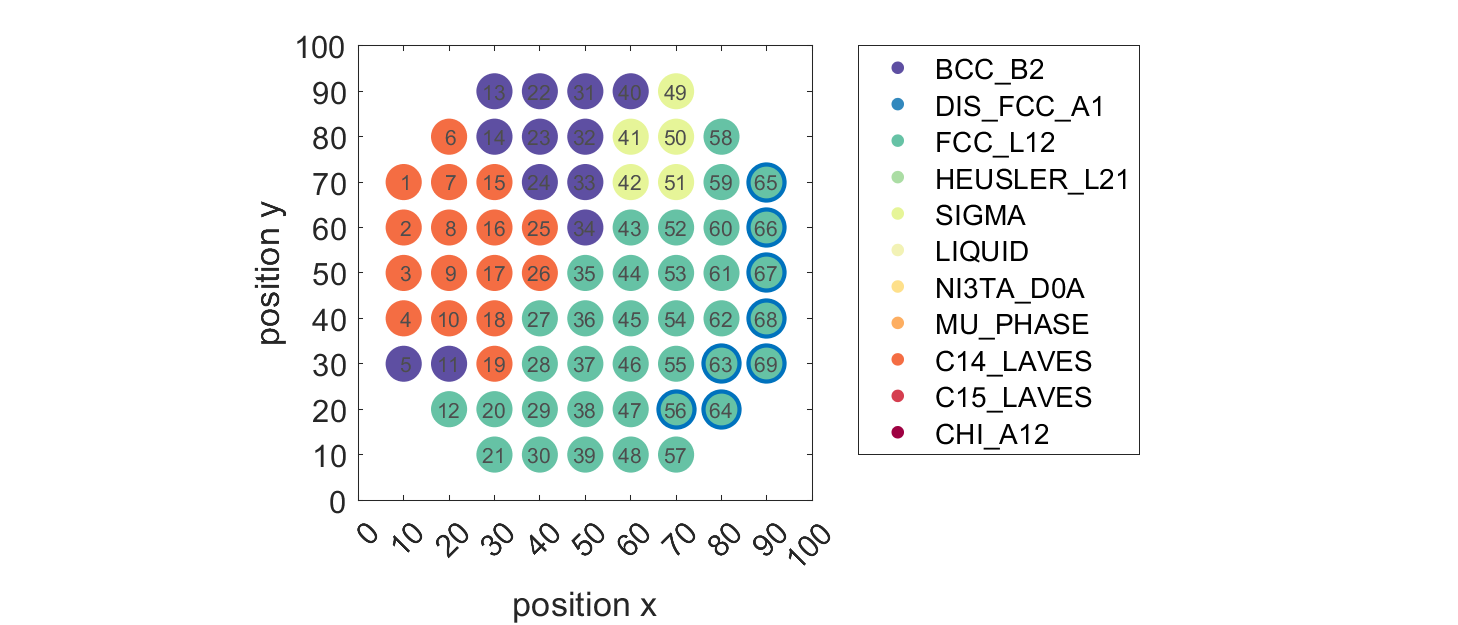 100
90
80
70
60
50
40
30
20
10
0
13 22 31 40 49
6 14 23 32 41 50 58
1 7 15 24 33 42 51 59 65
2 8 16 25 34 43 52 60 66
3 9 17 26 35 44 53 61 67
4 10 18 27 36 45 54 62 68
5 11 19 28 37 46 55 63 69
12 20 29 38 47 56 64
21 30 39 48 57
0 10 20 30 40 50 60 70 80 90 100
position x
position y
BCC_B2
DIS_FCC_A1
FCC_L12
HEUSLER_L21
SIGMA
LIQUID
NI3TA_D0A
MU_PHASE
C14_LAVES
C15_LAVES
CHI_A12